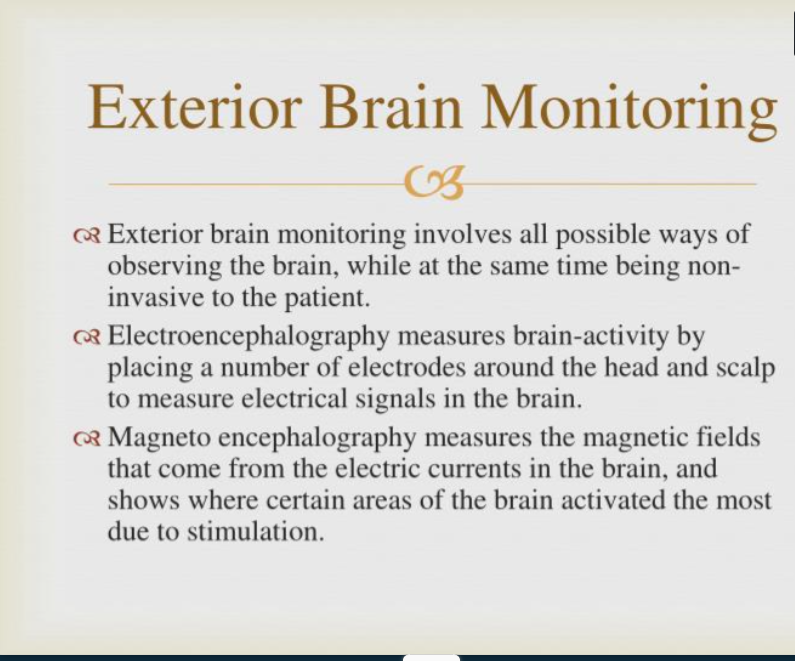 Exterior Brain Monitoring
Exterior brain monitoring involves all possible ways of
observing the brain, while at the same time being non-
invasive to the patient.
Electroencephalography measures brain-activity by
placing a number of electrodes around the head and scalp
to measure electrical signals in the brain.
Magneto encephalography measures the magnetic fields
that come from the electric currents in the brain, and
shows where certain areas of the brain activated the most
due to stimulation.